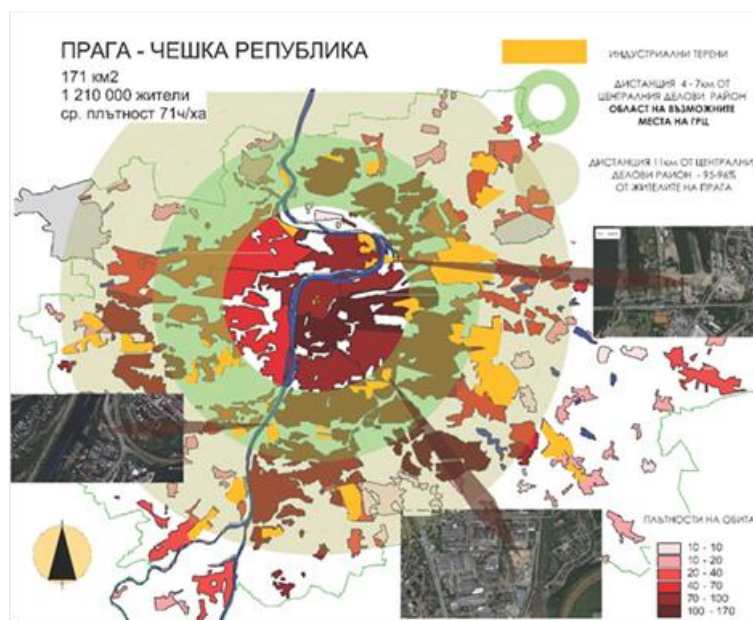 ПРАГА - ЧЕШКА РЕПУБЛИКА
171 км2
1 210 000 жители
ср. плътност 71ч/ха
ИНДУСТРИАЛНИ ТЕРЕНИ
ДИСТАНЦИЯ 4 - 7км ОТ
ЦЕНТРАЛНИЯ ДЕЛОВИ РАЙОН
ОБЛАСТ НА ВЪЗМОЖНИТЕ
МЕСТА НА ГРЦ
ДИСТАНЦИЯ 11км ОТ ЦЕНТРАЛНИ
ДЕЛОВИ РАЙОН - 95-96%
ОТ ЖИТЕЛИТЕ НА ПРАГА
ПЛЪТНОСТИ НА ОБИТА
10 - 10
10 - 20
20 - 40
40 - 70
70 - 100
100 - 170